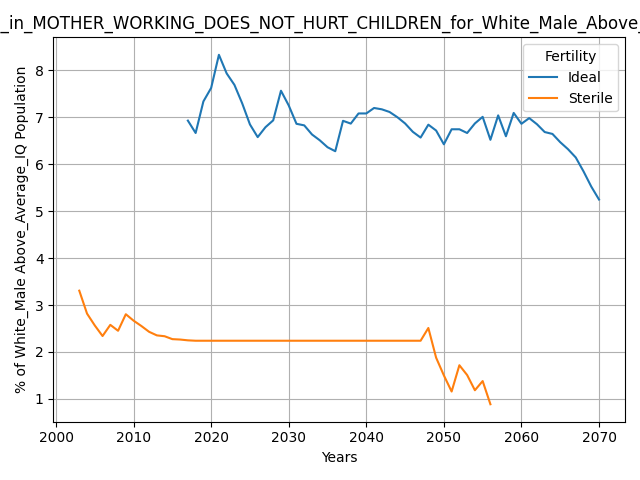 _in_MOTHER_WORKING_DOES_NOT_HURT_CHILDREN_for_White_Male_Above_
Fertility
Ideal
Sterile
% of White_Male Above_Average_IQ Population
8
7
6
5
4
3
2
1
2000 2010 2020 2030 2040 2050 2060 2070
Years